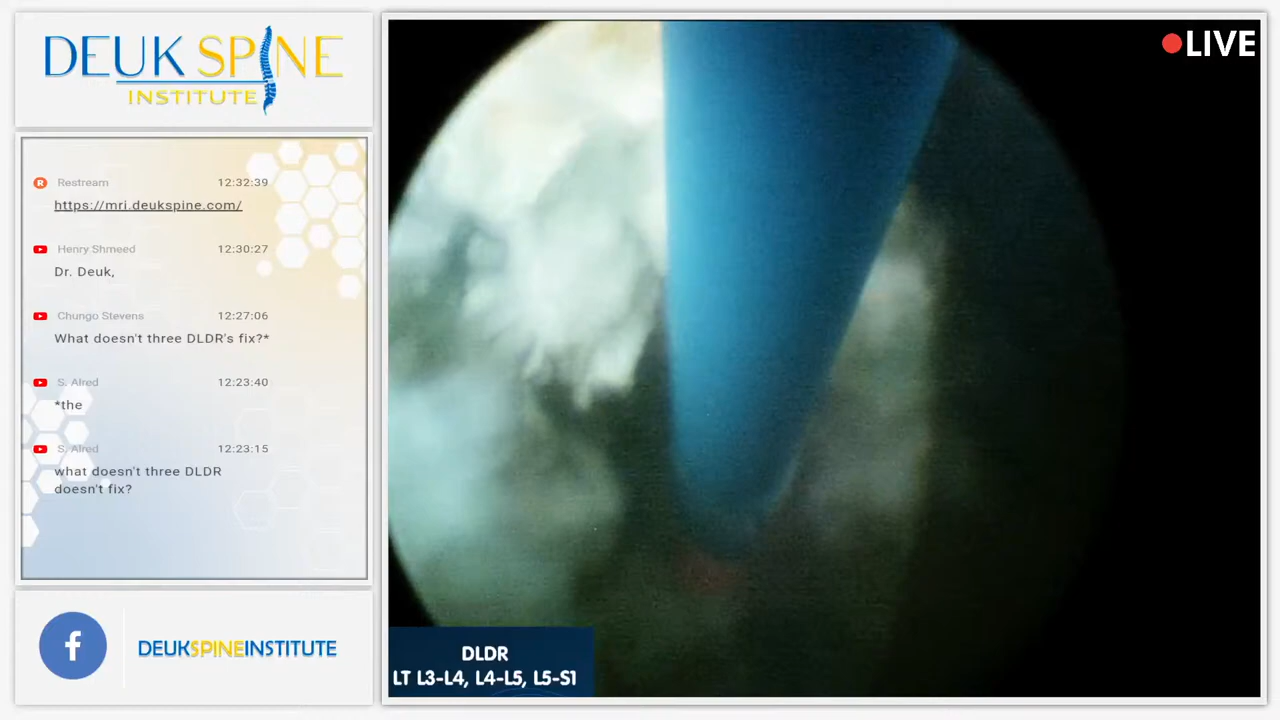 DEUK SPINE
INSTITUTE
R Restream 12:32:39
https://mri.deukspine.com/
Henry Shmeed 12:30:27
Dr. Deuk,
Chungo Stevens 12:27:06
What doesn't three DLDR's fix?*
S. Alred 12:23:40
*the
S. Alred 12:23:15
what doesn't three DLDR
doesn't fix?
f DEUKSPINEINSTITUTE
LIVE
DLDR
LT L3-L4, L4-L5, L5-S1